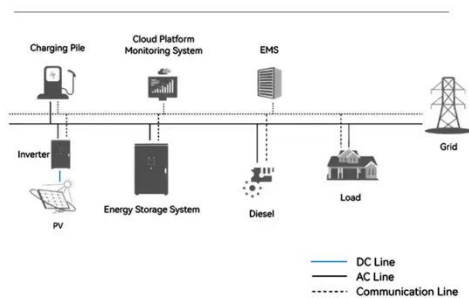 Charging Pile
Cloud Platform
Monitoring System
EMS
Grid
Inverter
PV
Energy Storage System
Diesel
Load
DC Line
AC Line
Communication Line